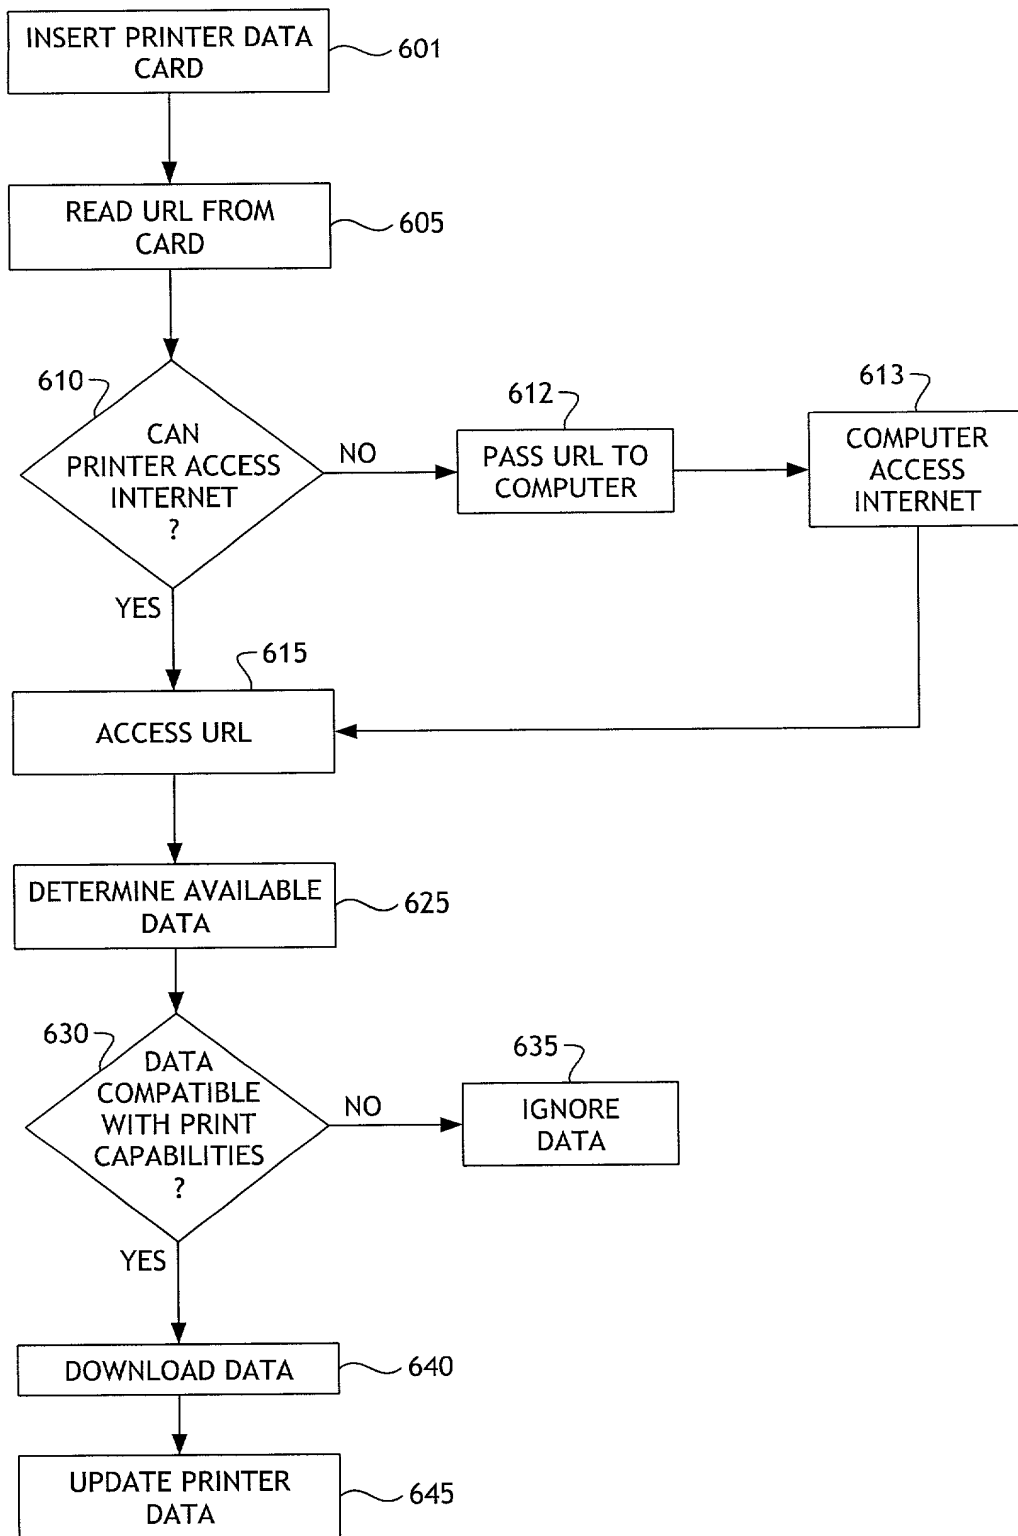 INSERT PRINTER DATA
CARD
601
READ URL FROM
CARD
605
610
CAN
PRINTER ACCESS
INTERNET
?
NO
YES
612
PASS URL TO
COMPUTER
613
COMPUTER
ACCESS
INTERNET
615
ACCESS URL
DETERMINE AVAILABLE
DATA
625
630
DATA
COMPATIBLE
WITH PRINT
CAPABILITIES
?
NO
YES
635
IGNORE
DATA
DOWNLOAD DATA
640
UPDATE PRINTER
DATA
645